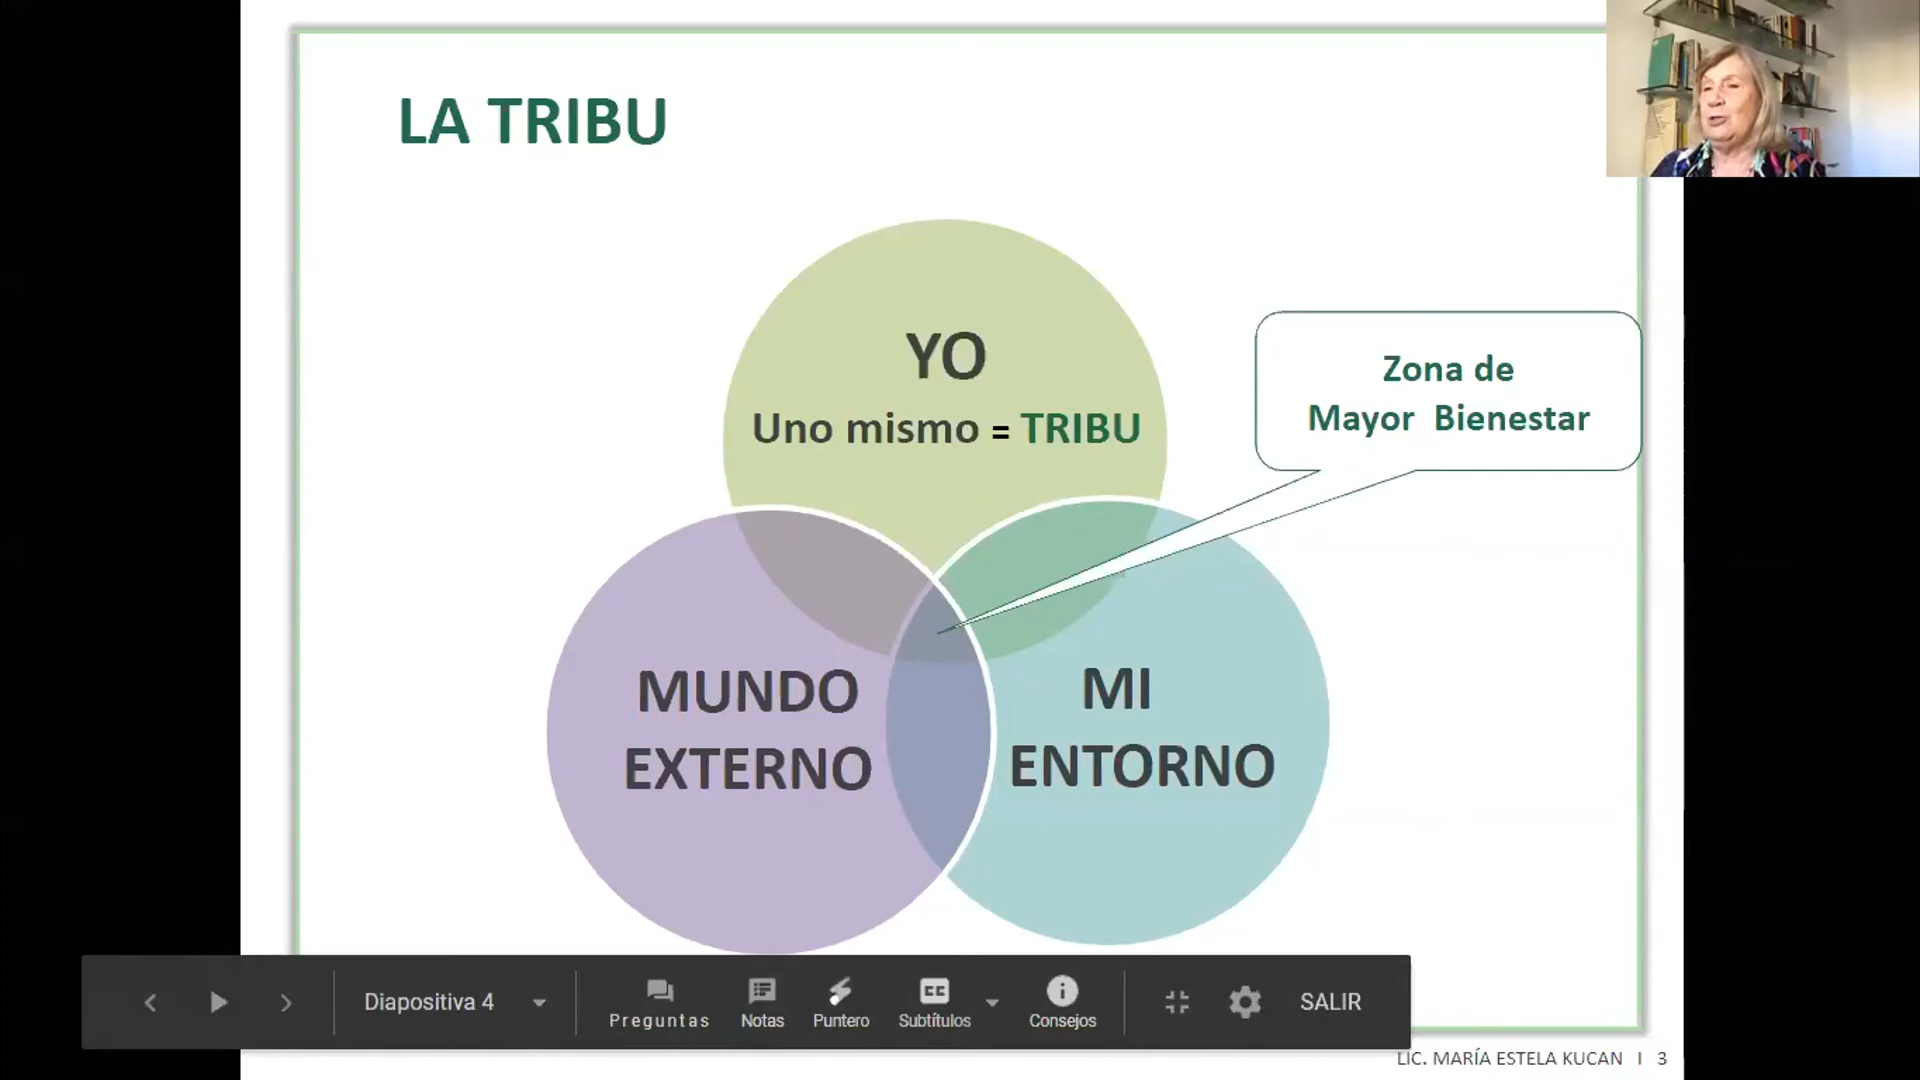 LA TRIBU
YO
Uno mismo = TRIBU
Zona de
Mayor Bienestar
MUNDO
EXTERNO
MI
ENTORNO
Diapositiva 4
Preguntas
Notas
Puntero
CC
Subtítulos
Consejos
SALIR
LIC. MARÍA ESTELA KUCAN I 3